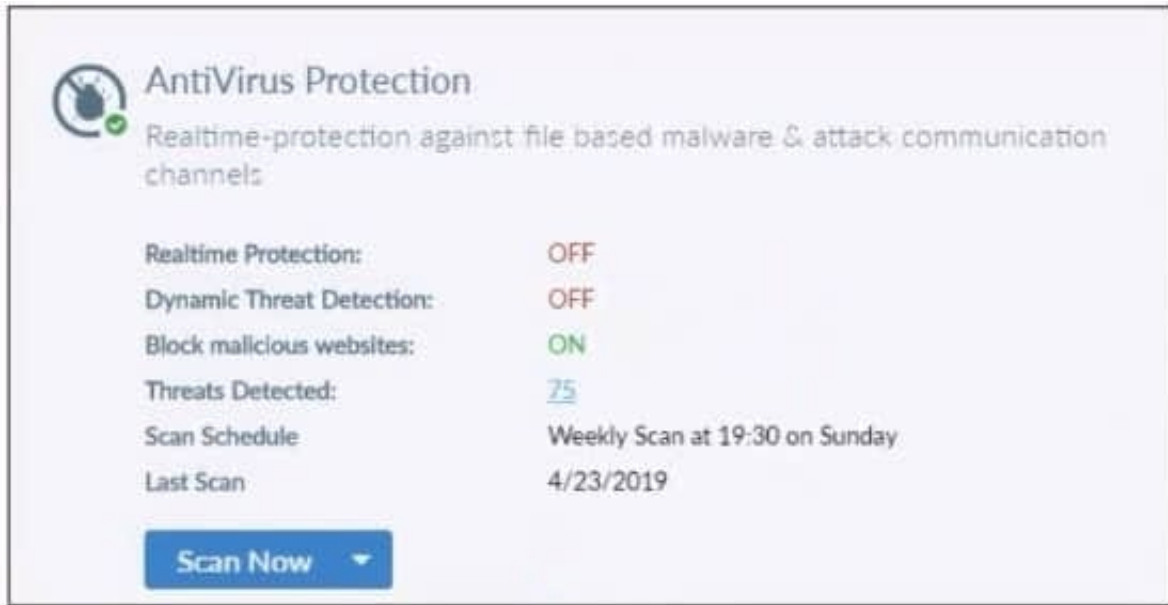 AntiVirus Protection
Realtime-protection against file based malware & attack communication
channels
Realtime Protection: OFF
Dynamic Threat Detection: OFF
Block malicious websites: ON
Threats Detected: 75
Scan Schedule Weekly Scan at 19:30 on Sunday
Last Scan 4/23/2019
Scan Now